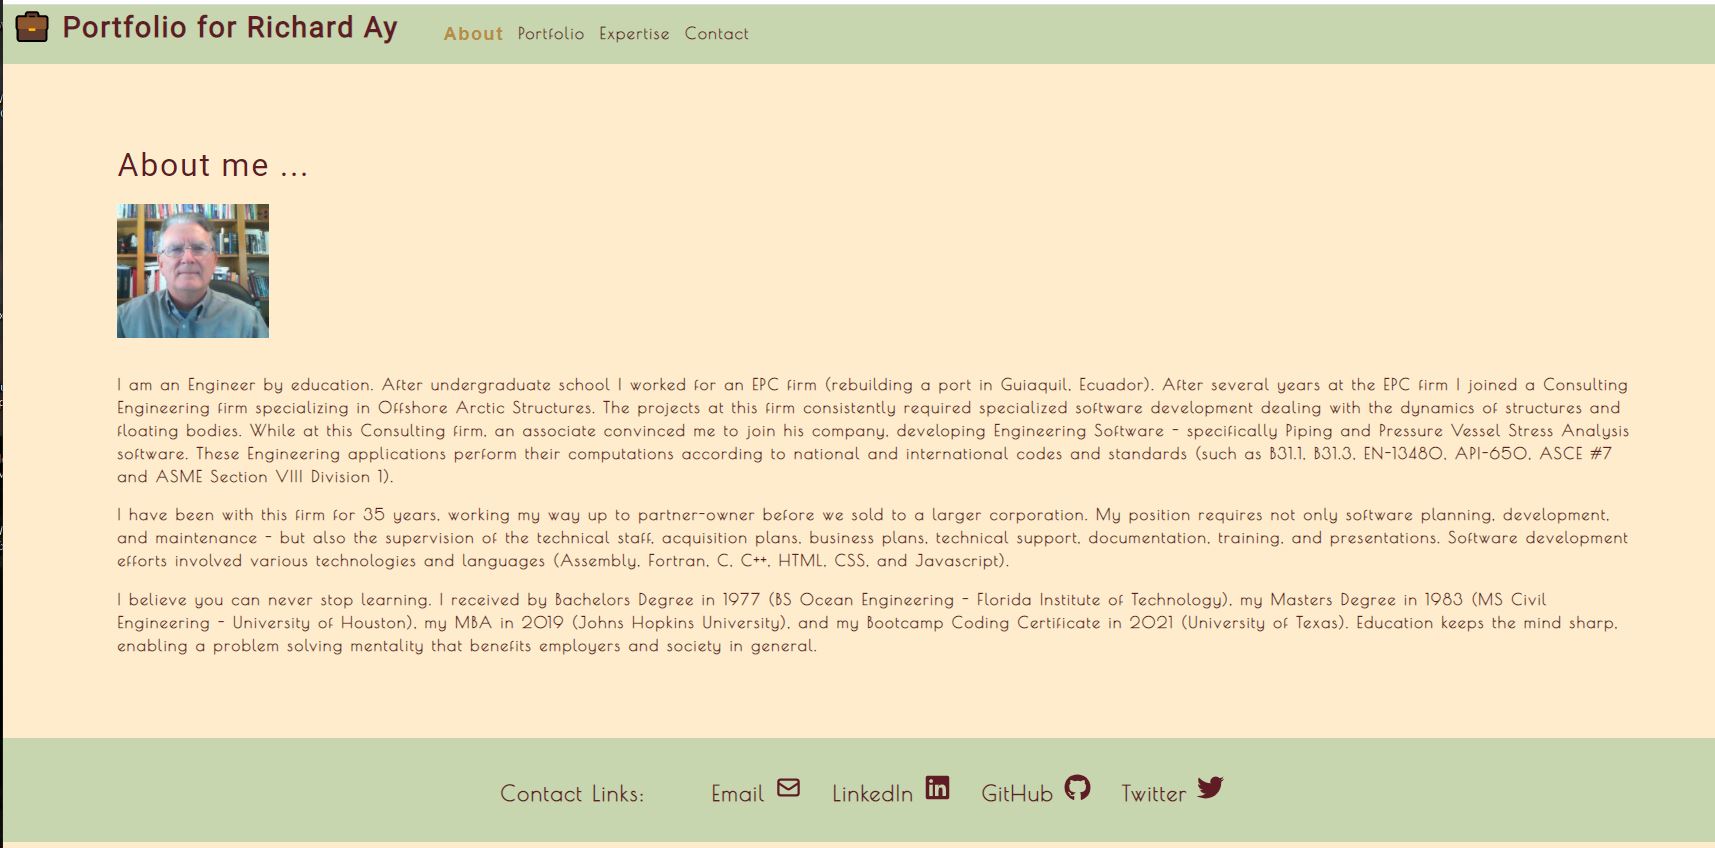 Portfolio for Richard Ay
About Portfolio Expertise Contact
About me ...
I am an Engineer by education. After undergraduate school I worked for an EPC firm (rebuilding a port in Guiaquil, Ecuador). After several years at the EPC firm I joined a Consulting
Engineering firm specializing in Offshore Arctic Structures. The projects at this firm consistently required specialized software development dealing with the dynamics of structures and
floating bodies. While at this Consulting firm, an associate convinced me to join his company, developing Engineering Software - specifically Piping and Pressure Vessel Stress Analysis
software. These Engineering applications perform their computations according to national and international codes and standards (such as B31.1, B31.3, EN-13480, API-650, ASCE #7
and ASME Section VIII Division 1).
I have been with this firm for 35 years, working my way up to partner-owner before we sold to a larger corporation. My position requires not only software planning, development,
and maintenance - but also the supervision of the technical staff, acquisition plans, business plans, technical support, documentation, training, and presentations. Software development
efforts involved various technologies and languages (Assembly, Fortran, C, C++, HTML, CSS, and Javascript).
I believe you can never stop learning. I received by Bachelors Degree in 1977 (BS Ocean Engineering - Florida Institute of Technology), my Masters Degree in 1983 (MS Civil
Engineering - University of Houston), my MBA in 2019 (Johns Hopkins University), and my Bootcamp Coding Certificate in 2021 (University of Texas). Education keeps the mind sharp,
enabling a problem solving mentality that benefits employers and society in general.
Contact Links: Email LinkedIn GitHub Twitter